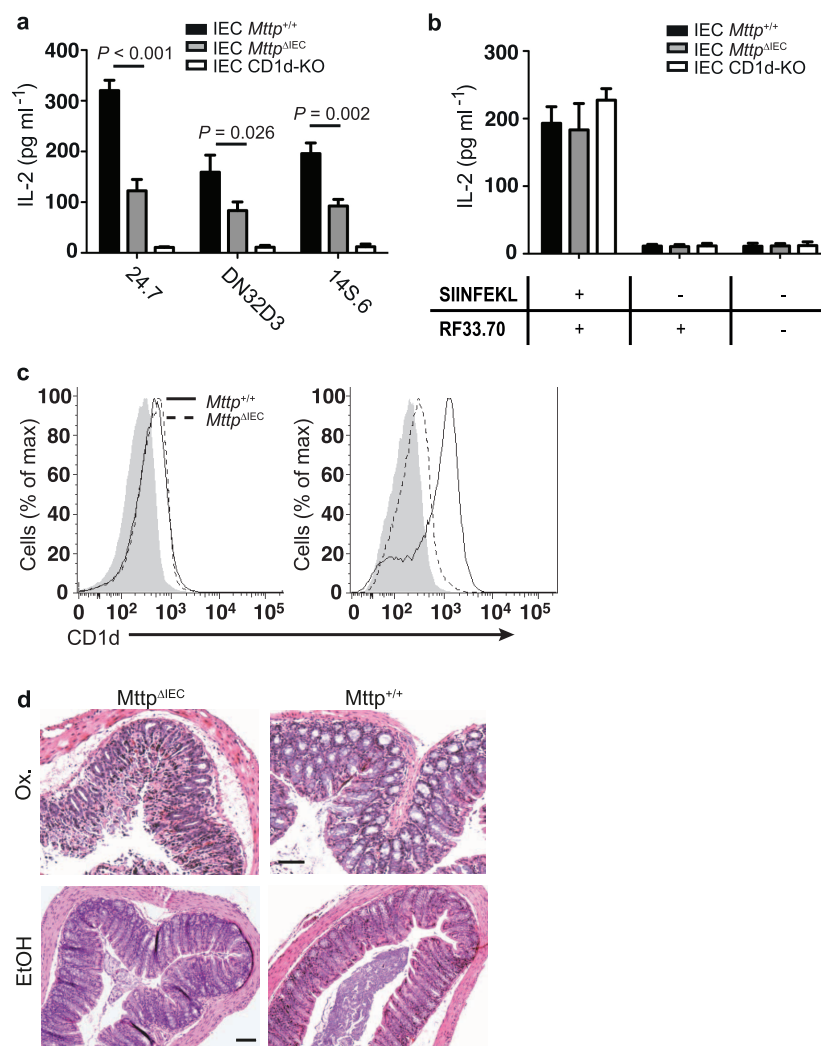 a
IEC Mttp+/+
IEC MttpΔIEC
IEC CD1d-KO
P < 0.001
P = 0.026
P = 0.002
IL-2 (pg ml−1)
400
300
200
100
0
24.7
DN32D3
14S.6
b
IEC Mttp+/+
IEC MttpΔIEC
IEC CD1d-KO
IL-2 (pg ml−1)
300
200
100
0
SIINFEKL + - -
RF33.70 + + -
c
Mttp+/+
MttpΔIEC
Cells (% of max)
100
80
60
40
20
0
0 10² 10³ 10⁴ 10⁵
Cells (% of max)
100
80
60
40
20
0
0 10² 10³ 10⁴ 10⁵
CD1d
d
MttpΔIEC Mttp+/+
Ox.
EtOH